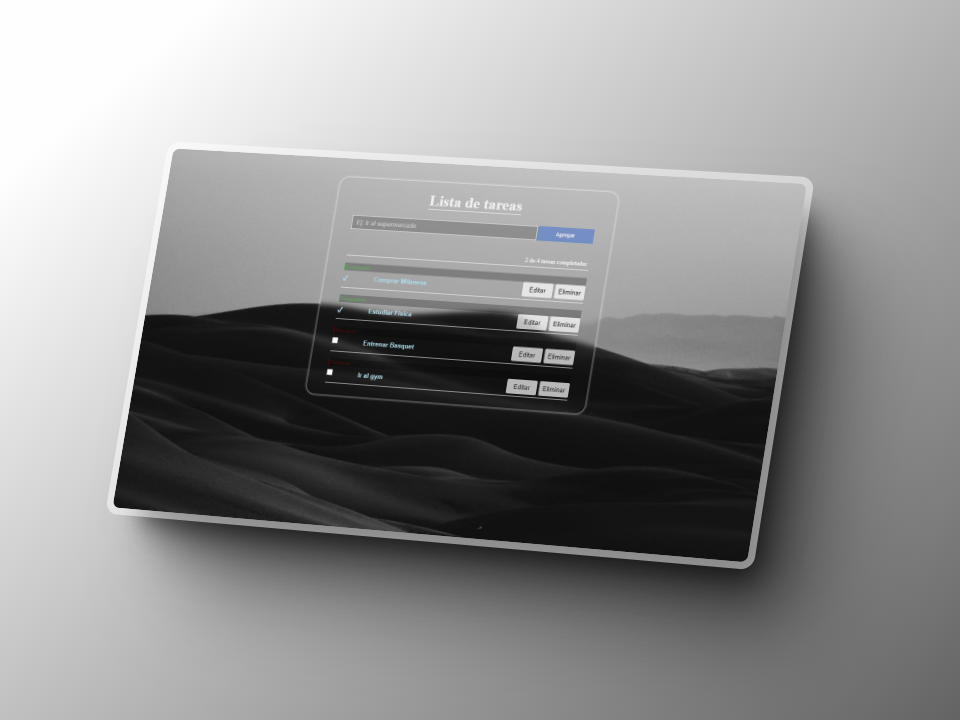 Lista de tareas
Ej: Ir al supermercado
Agregar
2 de 4 tareas completadas
Comprar Milanesa
Editar Eliminar
Estudiar Fisica
Editar Eliminar
Entrenar Basquet
Editar Eliminar
Ir al gym
Editar Eliminar